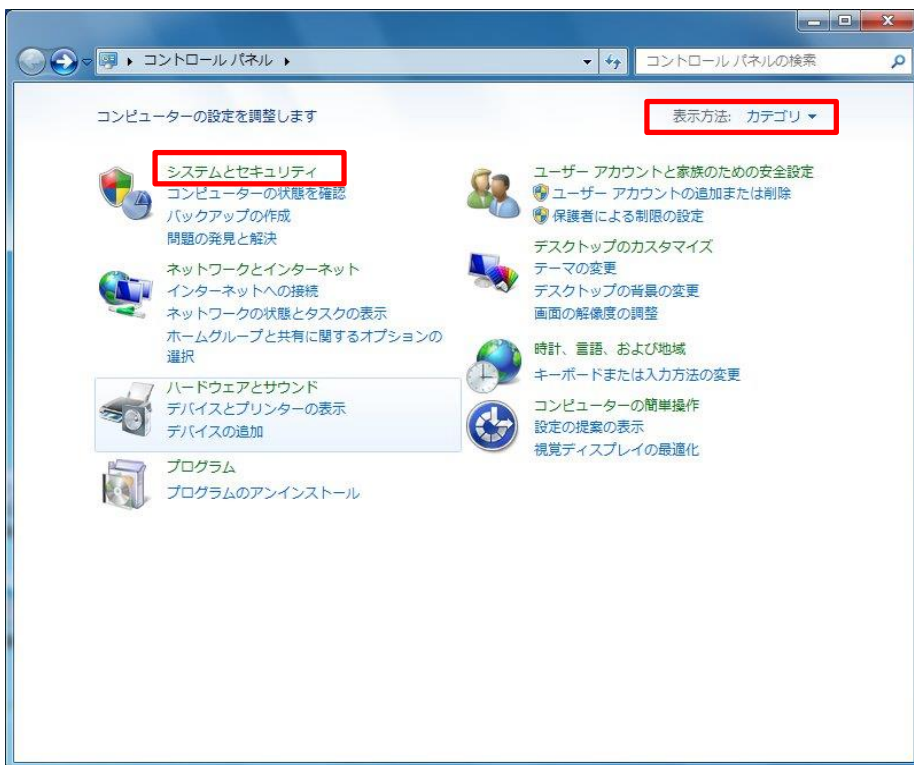 コントロール パネル
コントロール パネルの検索
コンピューターの設定を調整します
表示方法: カテゴリ
システムとセキュリティ
コンピューターの状態を確認
バックアップの作成
問題の発見と解決
ネットワークとインターネット
インターネットへの接続
ネットワークの状態とタスクの表示
ホームグループと共有に関するオプションの
選択
ハードウェアとサウンド
デバイスとプリンターの表示
デバイスの追加
プログラム
プログラムのアンインストール
ユーザー アカウントと家族のための安全設定
ユーザー アカウントの追加または削除
保護者による制限の設定
デスクトップのカスタマイズ
テーマの変更
デスクトップの背景の変更
画面の解像度の調整
時計、言語、および地域
キーボードまたは入力方法の変更
コンピューターの簡単操作
設定の提案の表示
視覚ディスプレイの最適化